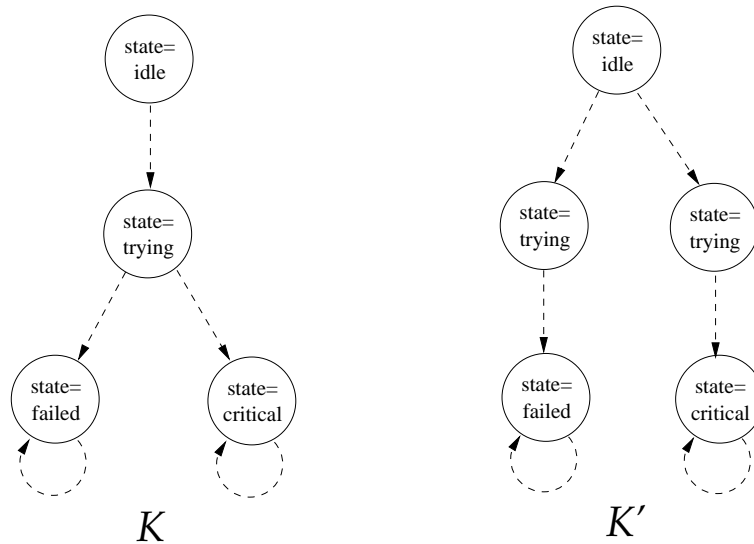 state=
idle
state=
trying
state=
failed
state=
critical
K
state=
idle
state=
trying
state=
trying
state=
failed
state=
critical
K′